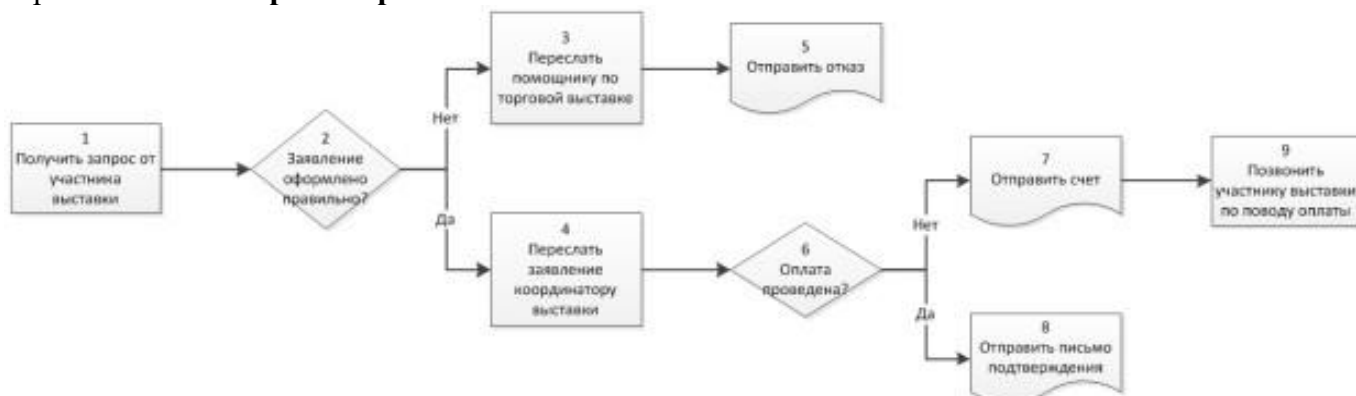 3
Переслать
помощнику по
торговой выставке
5
Отправить отказ
Нет
1
Получить запрос от
участника
выставки
2
Заявление
оформлено
правильно?
Да
4
Переслать
заявление
координатору
выставки
6
Оплата
проведена?
Нет
7
Отправить счет
9
Позвонить
участнику выставки
по поводу оплаты
Да
8
Отправить письмо
подтверждения